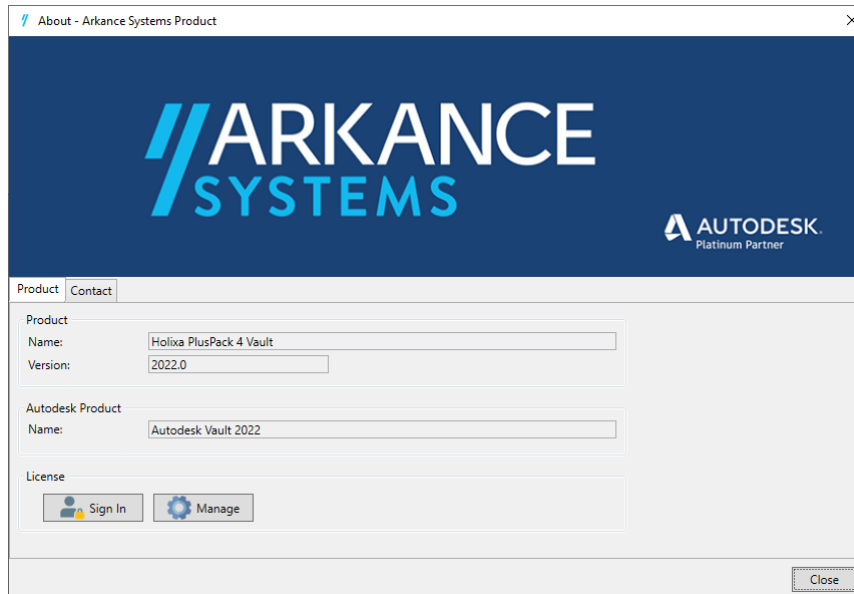 About - Arkance Systems Product
ARKANCE
SYSTEMS
AUTODESK.
Platinum Partner
Product Contact
Product
Name: Holixa PlusPack 4 Vault
Version: 2022.0
Autodesk Product
Name: Autodesk Vault 2022
License
Sign In Manage
Close